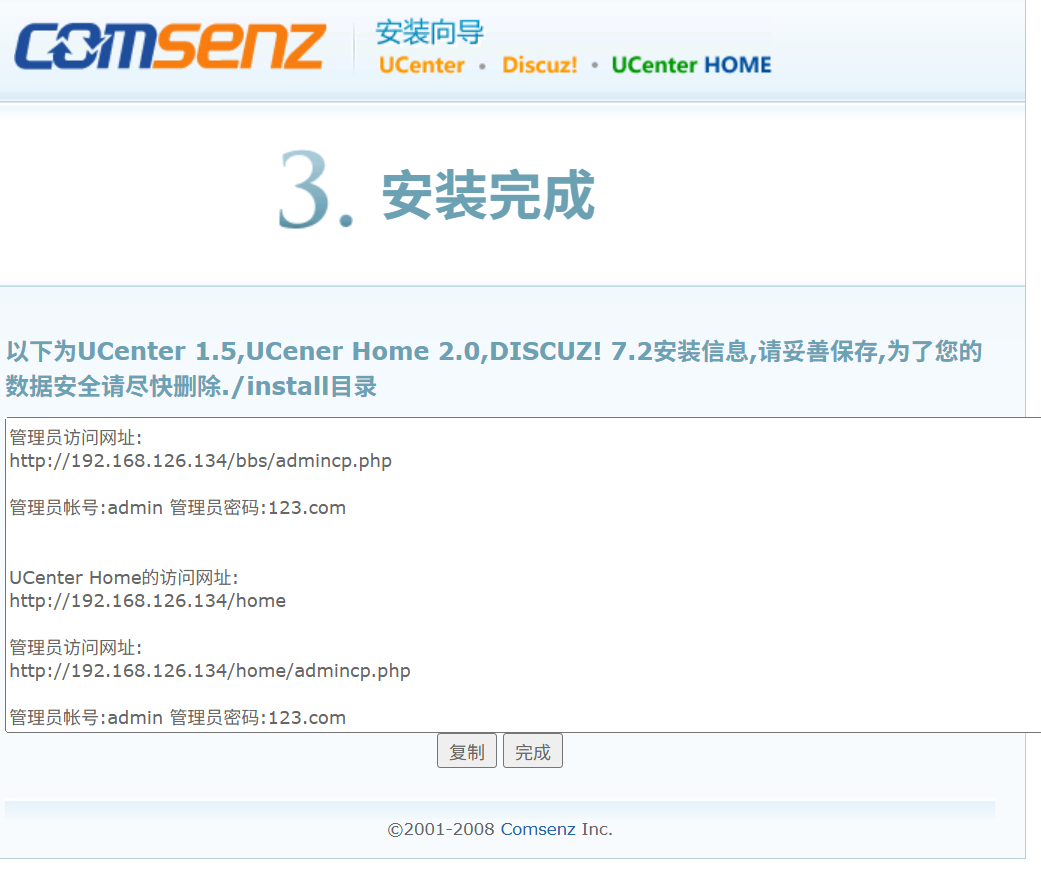 COMSENZ
安装向导
UCenter • Discuz! • UCenter HOME
3. 安装完成
以下为UCenter 1.5,UCener Home 2.0,DISCUZ! 7.2安装信息,请妥善保存,为了您的
数据安全请尽快删除./install目录
管理员访问网址:
http://192.168.126.134/bbs/admincp.php
管理员帐号:admin 管理员密码:123.com
UCenter Home的访问网址:
http://192.168.126.134/home
管理员访问网址:
http://192.168.126.134/home/admincp.php
管理员帐号:admin 管理员密码:123.com
复制 完成
©2001-2008 Comsenz Inc.